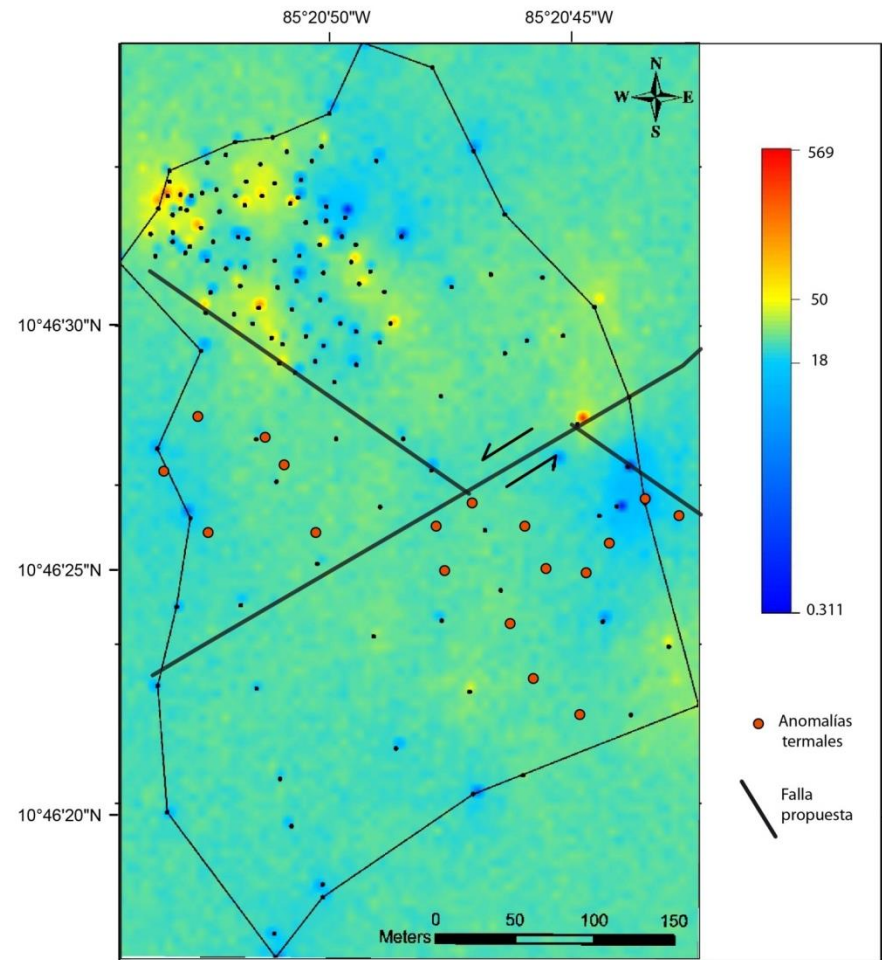 85°20'50"W 85°20'45"W
N
W E
S
569
50
18
0.311
10°46'30"N
10°46'25"N
10°46'20"N
Anomalías
termales
Falla
propuesta
0 50 100 150
Meters